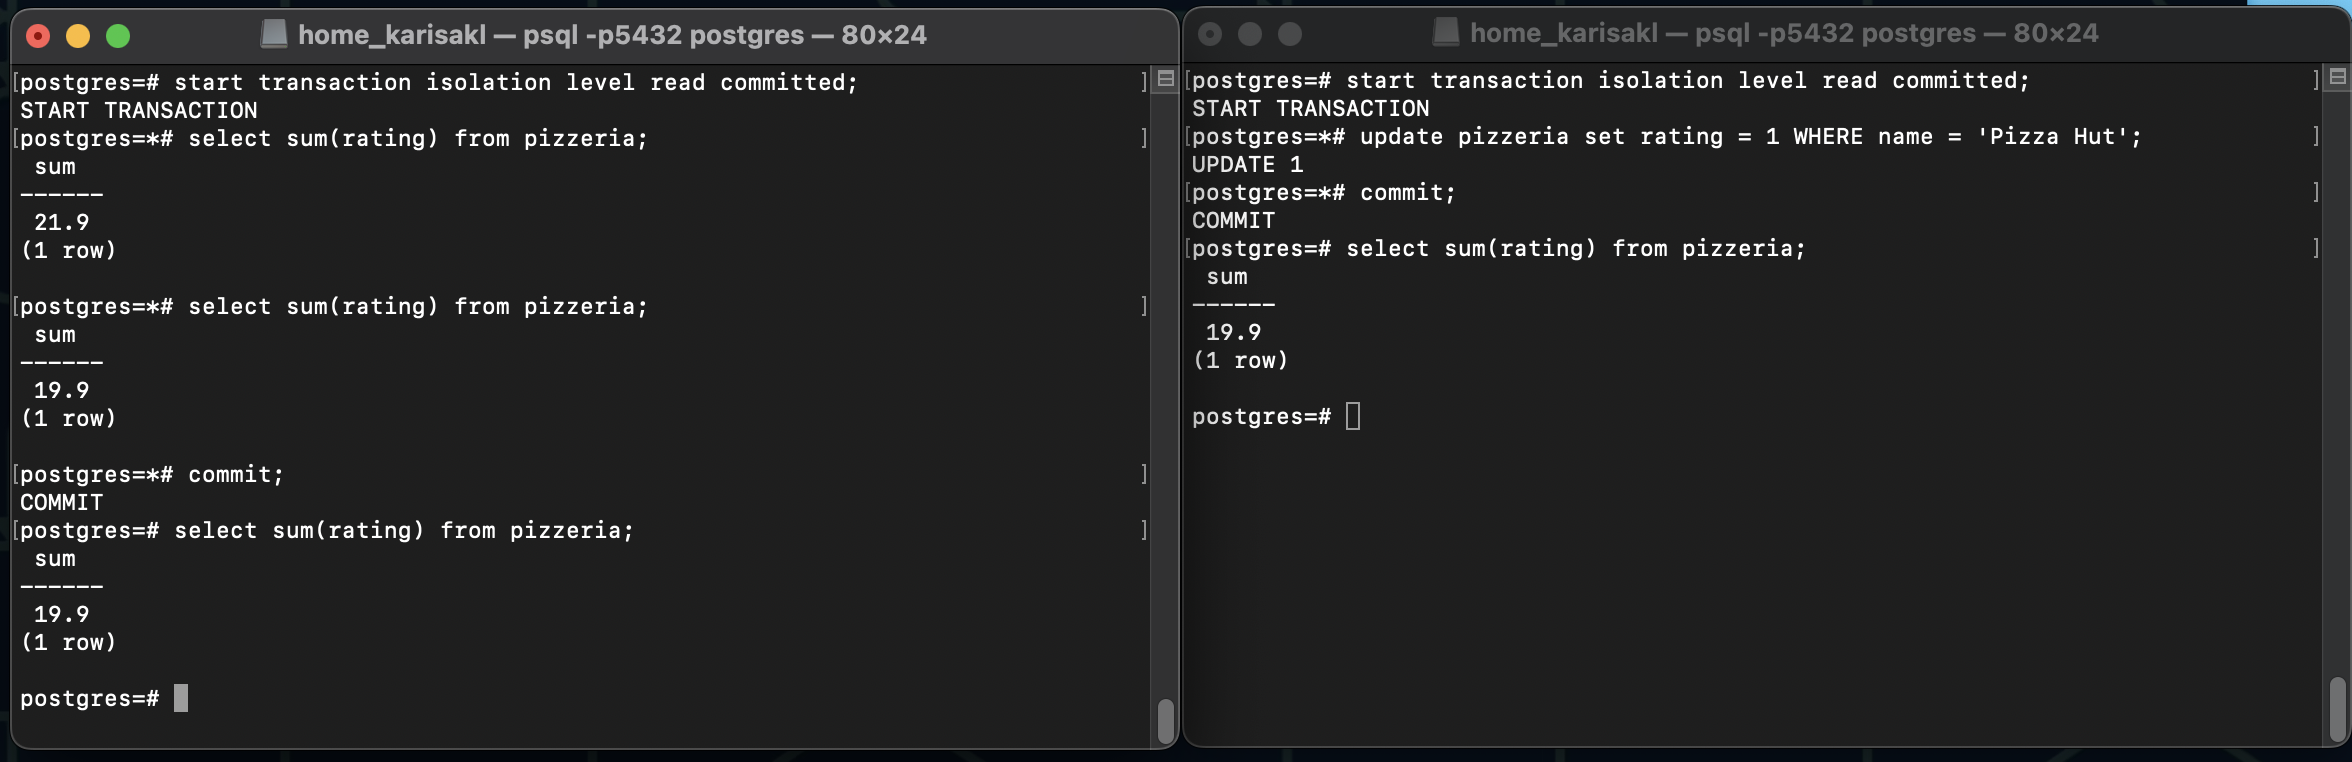 home_karisakl — psql -p5432 postgres — 80×24
[postgres=# start transaction isolation level read committed; ]
START TRANSACTION
[postgres=*# select sum(rating) from pizzeria; ]
sum
------
21.9
(1 row)
[postgres=*# select sum(rating) from pizzeria; ]
sum
------
19.9
(1 row)
[postgres=*# commit; ]
COMMIT
[postgres=# select sum(rating) from pizzeria; ]
sum
------
19.9
(1 row)
postgres=#
home_karisakl — psql -p5432 postgres — 80×24
[postgres=# start transaction isolation level read committed; ]
START TRANSACTION
[postgres=*# update pizzeria set rating = 1 WHERE name = 'Pizza Hut'; ]
UPDATE 1
[postgres=*# commit; ]
COMMIT
[postgres=# select sum(rating) from pizzeria; ]
sum
------
19.9
(1 row)
postgres=#